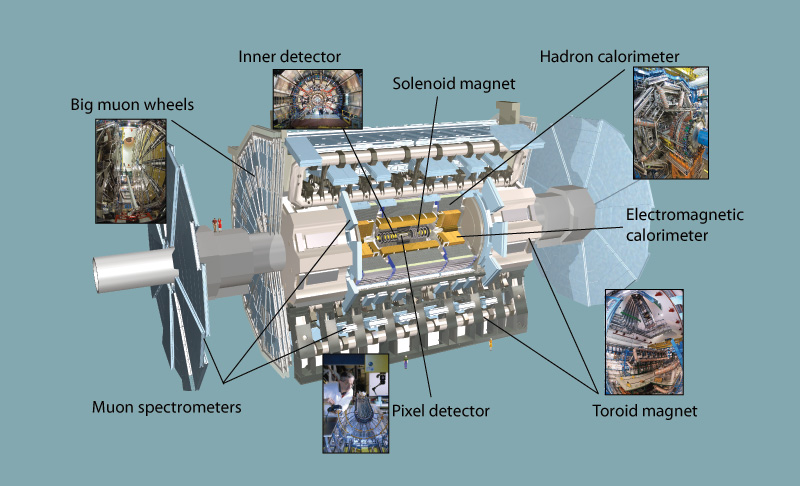 Inner detector
Hadron calorimeter
Solenoid magnet
Big muon wheels
Electromagnetic
calorimeter
Muon spectrometers
Pixel detector
Toroid magnet